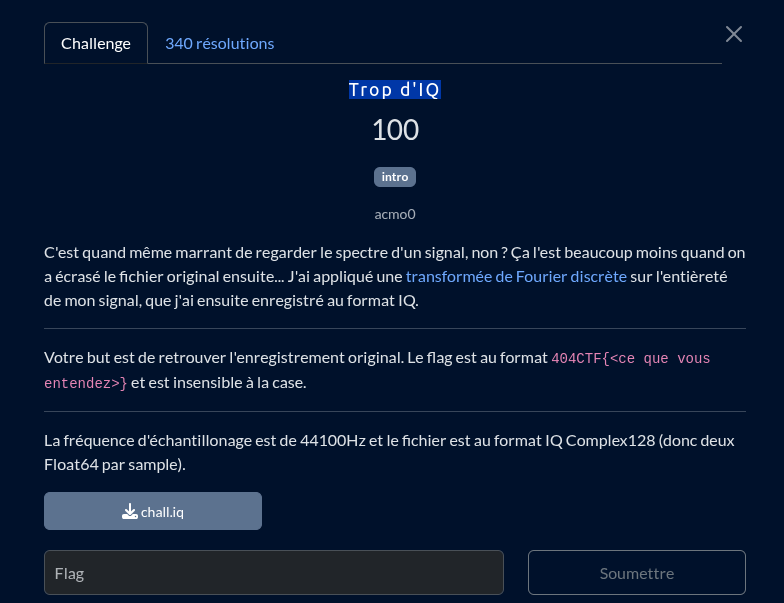 Challenge
340 résolutions
Trop d'IQ
100
intro
acmo0
C'est quand même marrant de regarder le spectre d'un signal, non ? Ça l'est beaucoup moins quand on
a écrasé le fichier original ensuite... J'ai appliqué une transformée de Fourier discrète sur l'entièreté
de mon signal, que j'ai ensuite enregistré au format IQ.
Votre but est de retrouver l'enregistrement original. Le flag est au format 404CTF{<ce que vous
entendez>} et est insensible à la case.
La fréquence d'échantillonage est de 44100Hz et le fichier est au format IQ Complex128 (donc deux
Float64 par sample).
chall.iq
Flag
Soumettre